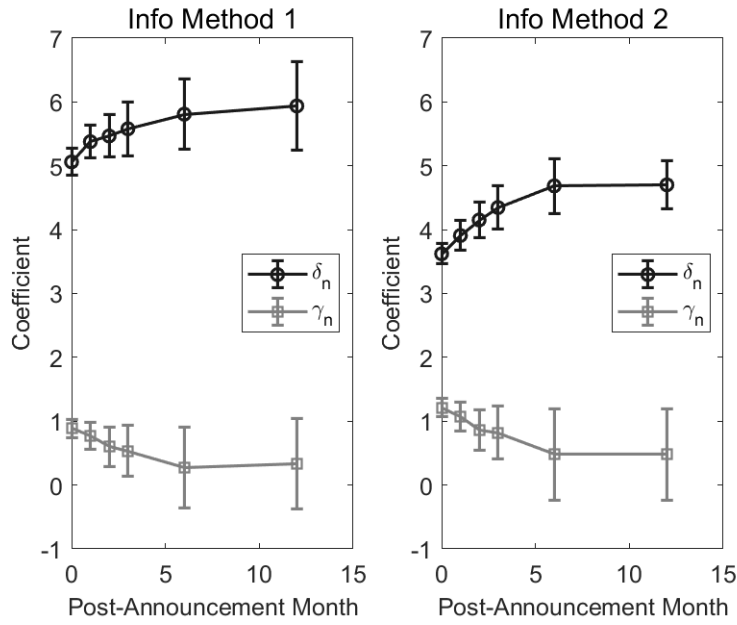 Info Method 1
7
6
5
4
3
2
1
0
-1
Coefficient
δn
γn
0 5 10 15
Post-Announcement Month
Info Method 2
7
6
5
4
3
2
1
0
-1
Coefficient
δn
γn
0 5 10 15
Post-Announcement Month